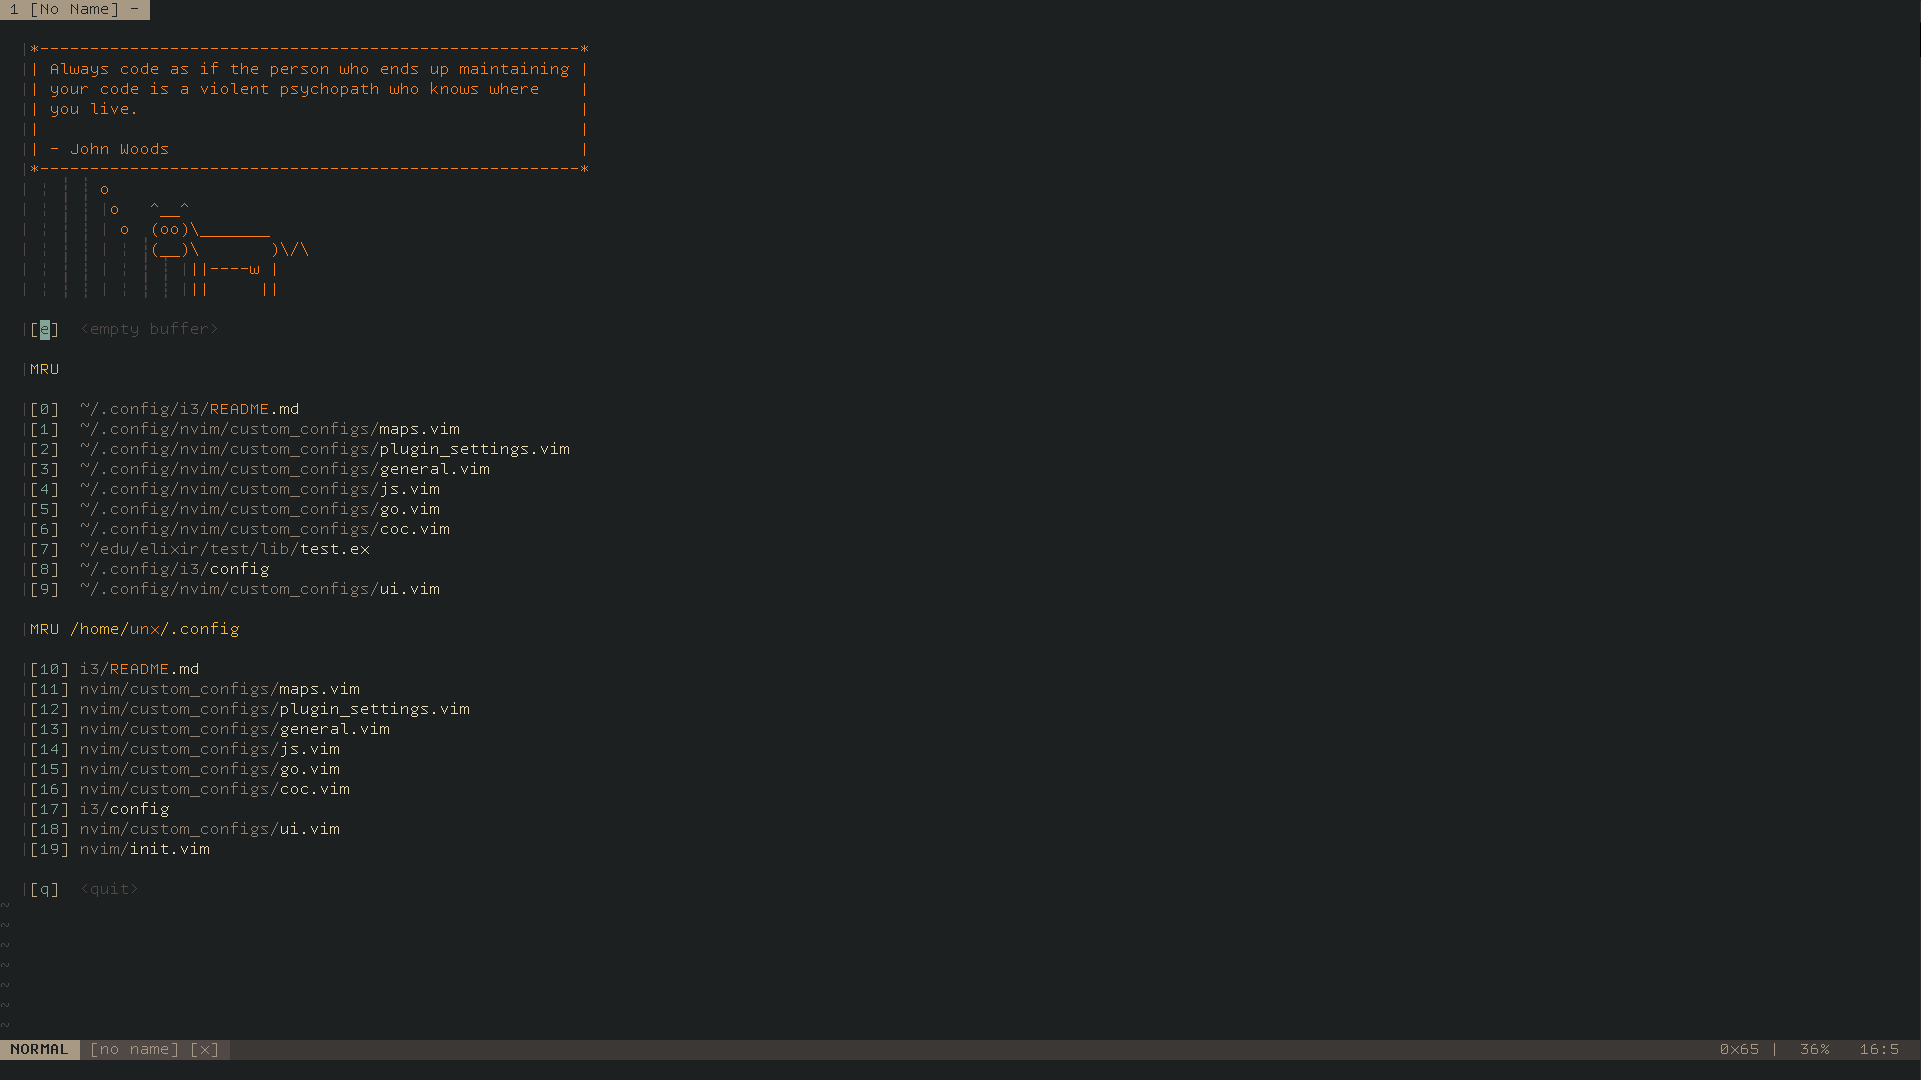 1 [No Name] -
*------------------------------------------------------*
| Always code as if the person who ends up maintaining |
| your code is a violent psychopath who knows where    |
| you live.                                            |
|                                                      |
| - John Woods                                         |
*------------------------------------------------------*
       o
        o   ^__^
         o  (oo)\_______
            (__)\       )\/\
                ||----w |
                ||     ||
[e]  <empty buffer>
MRU
[0]  ~/.config/i3/README.md
[1]  ~/.config/nvim/custom_configs/maps.vim
[2]  ~/.config/nvim/custom_configs/plugin_settings.vim
[3]  ~/.config/nvim/custom_configs/general.vim
[4]  ~/.config/nvim/custom_configs/js.vim
[5]  ~/.config/nvim/custom_configs/go.vim
[6]  ~/.config/nvim/custom_configs/coc.vim
[7]  ~/edu/elixir/test/lib/test.ex
[8]  ~/.config/i3/config
[9]  ~/.config/nvim/custom_configs/ui.vim
MRU /home/unx/.config
[10] i3/README.md
[11] nvim/custom_configs/maps.vim
[12] nvim/custom_configs/plugin_settings.vim
[13] nvim/custom_configs/general.vim
[14] nvim/custom_configs/js.vim
[15] nvim/custom_configs/go.vim
[16] nvim/custom_configs/coc.vim
[17] i3/config
[18] nvim/custom_configs/ui.vim
[19] nvim/init.vim
[q]  <quit>
~
~
~
~
~
~
~
NORMAL [no name] [x] 0x65 | 36% 16:5